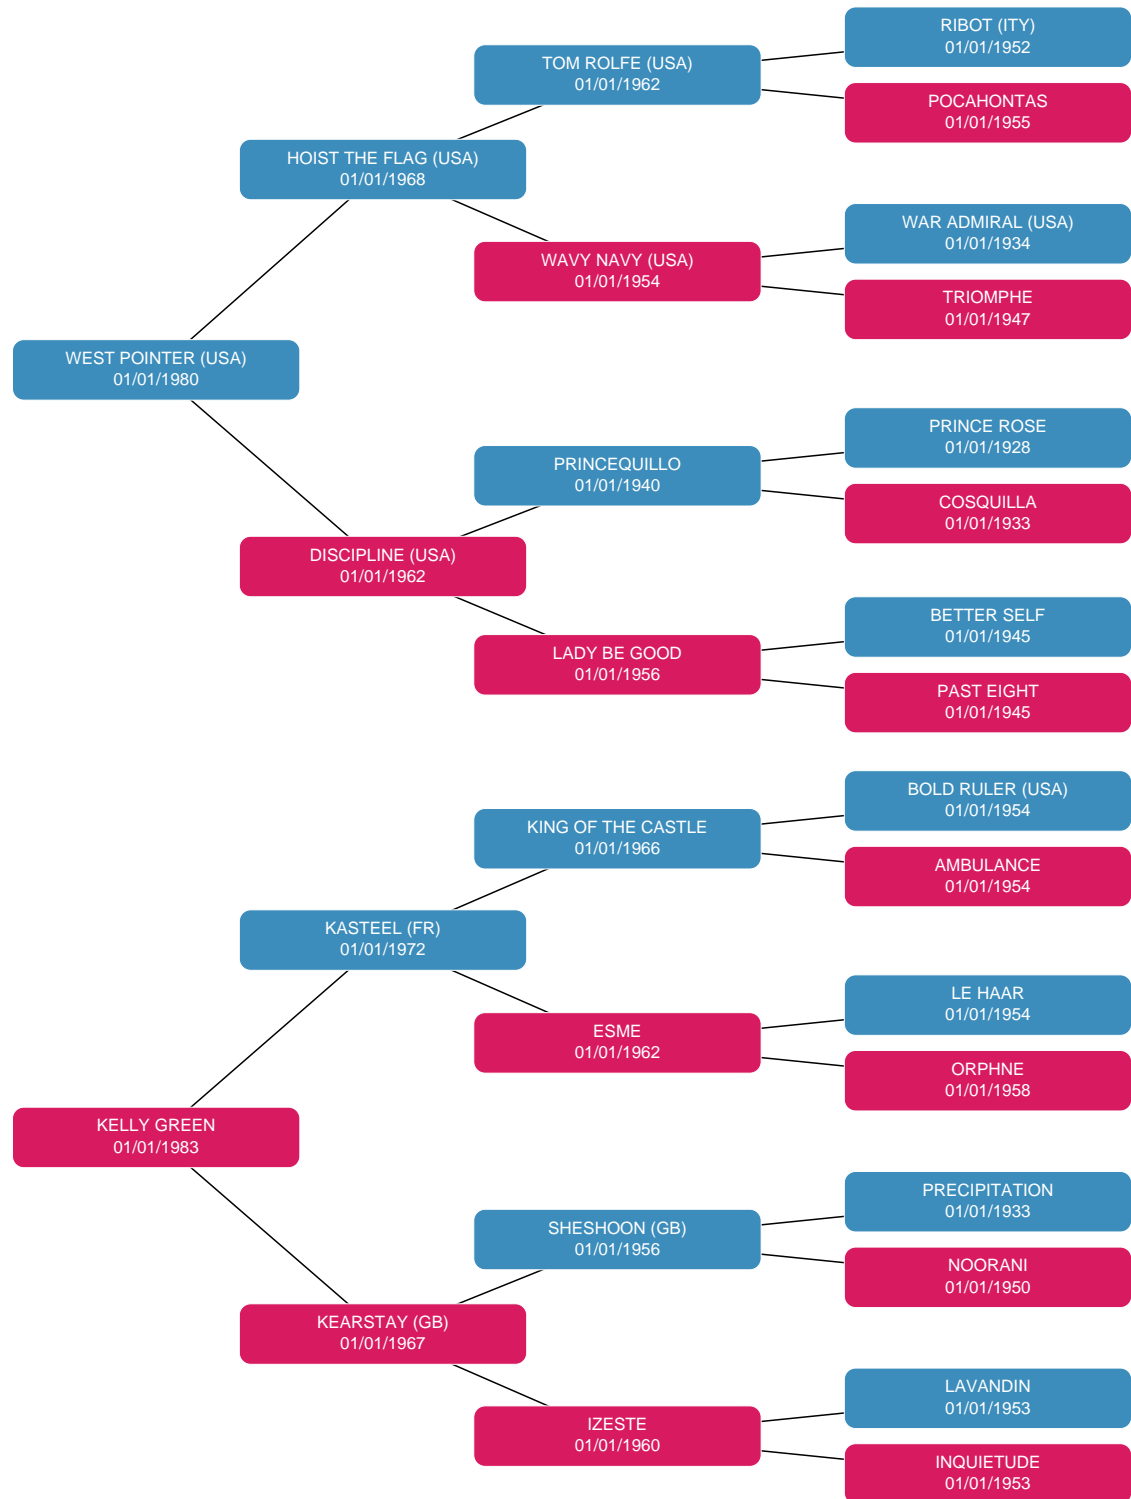 RIBOT (ITY)
01/01/1952
TOM ROLFE (USA)
01/01/1962
POCAHONTAS
01/01/1955
HOIST THE FLAG (USA)
01/01/1968
WAR ADMIRAL (USA)
01/01/1934
WAVY NAVY (USA)
01/01/1954
TRIOMPHE
01/01/1947
WEST POINTER (USA)
01/01/1980
PRINCE ROSE
01/01/1928
PRINCEQUILLO
01/01/1940
COSQUILLA
01/01/1933
DISCIPLINE (USA)
01/01/1962
BETTER SELF
01/01/1945
LADY BE GOOD
01/01/1956
PAST EIGHT
01/01/1945
BOLD RULER (USA)
01/01/1954
KING OF THE CASTLE
01/01/1966
AMBULANCE
01/01/1954
KASTEEL (FR)
01/01/1972
LE HAAR
01/01/1954
ESME
01/01/1962
ORPHNE
01/01/1958
KELLY GREEN
01/01/1983
PRECIPITATION
01/01/1933
SHESHOON (GB)
01/01/1956
NOORANI
01/01/1950
KEARSTAY (GB)
01/01/1967
LAVANDIN
01/01/1953
IZESTE
01/01/1960
INQUIETUDE
01/01/1953